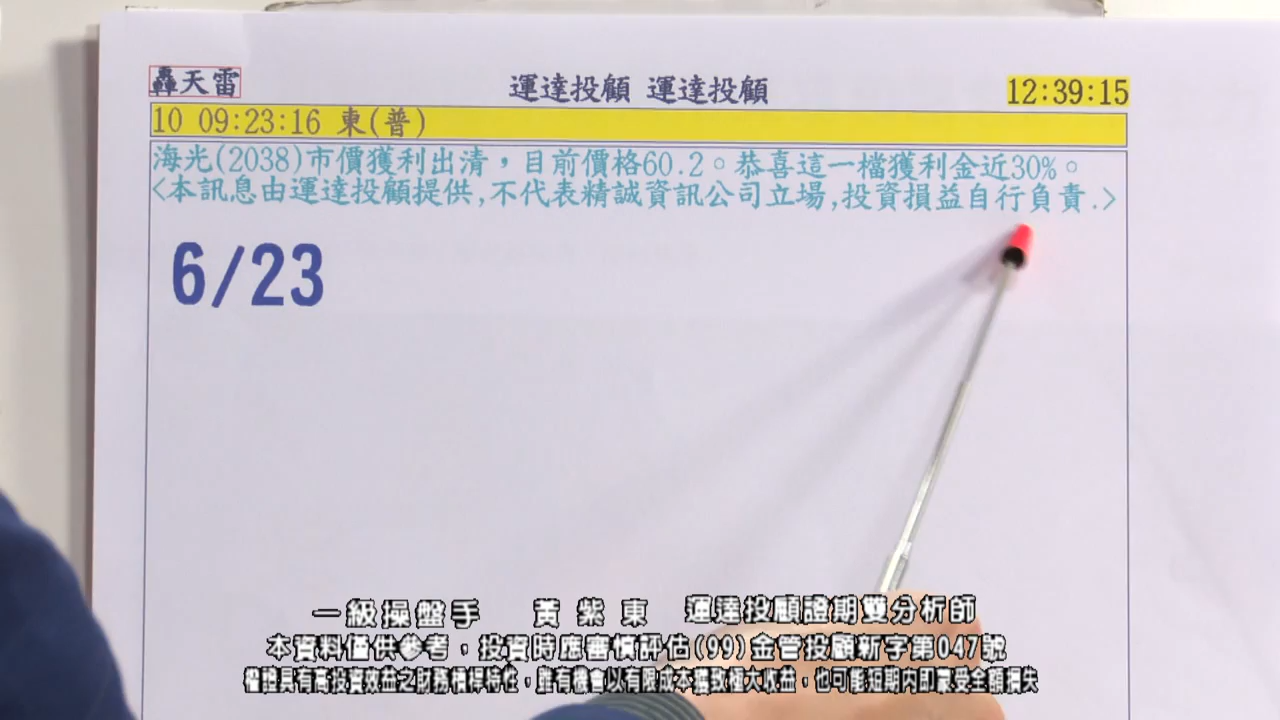 轟天雷
運達投顧 運達投顧
12:39:15
10 09:23:16 東(普)
海光(2038)市價獲利出清，目前價格60.2。恭喜這一檔獲利金近30%。
<本訊息由運達投顧提供,不代表精誠資訊公司立場,投資損益自行負責.>
6/23
一級操盤手 黃紫東 運達投顧證期雙分析師
本資料僅供參考，投資時應審慎評估(99)金管投顧新字第047號
權證具有高投資效益之財務槓桿特性，雖有機會以有限成本獲致極大收益，也可能短期內即蒙受全額損失